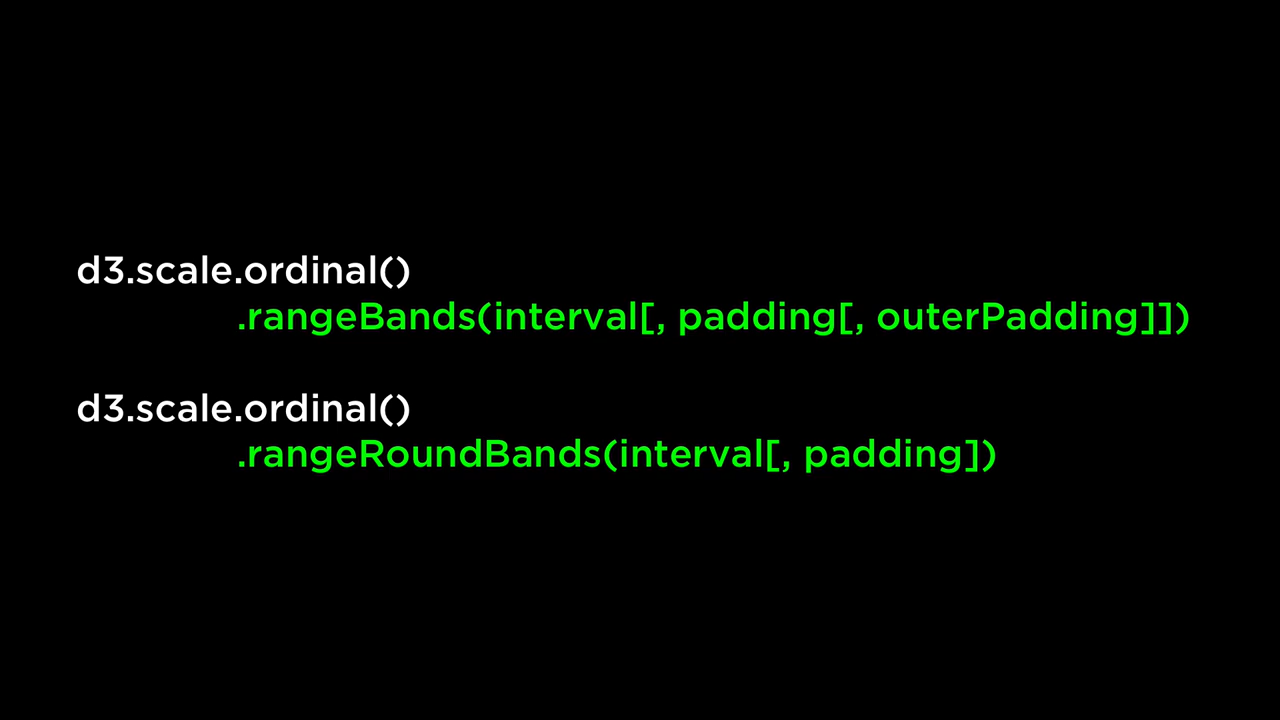 d3.scale.ordinal()
.rangeBands(interval[, padding[, outerPadding]])
d3.scale.ordinal()
.rangeRoundBands(interval[, padding])